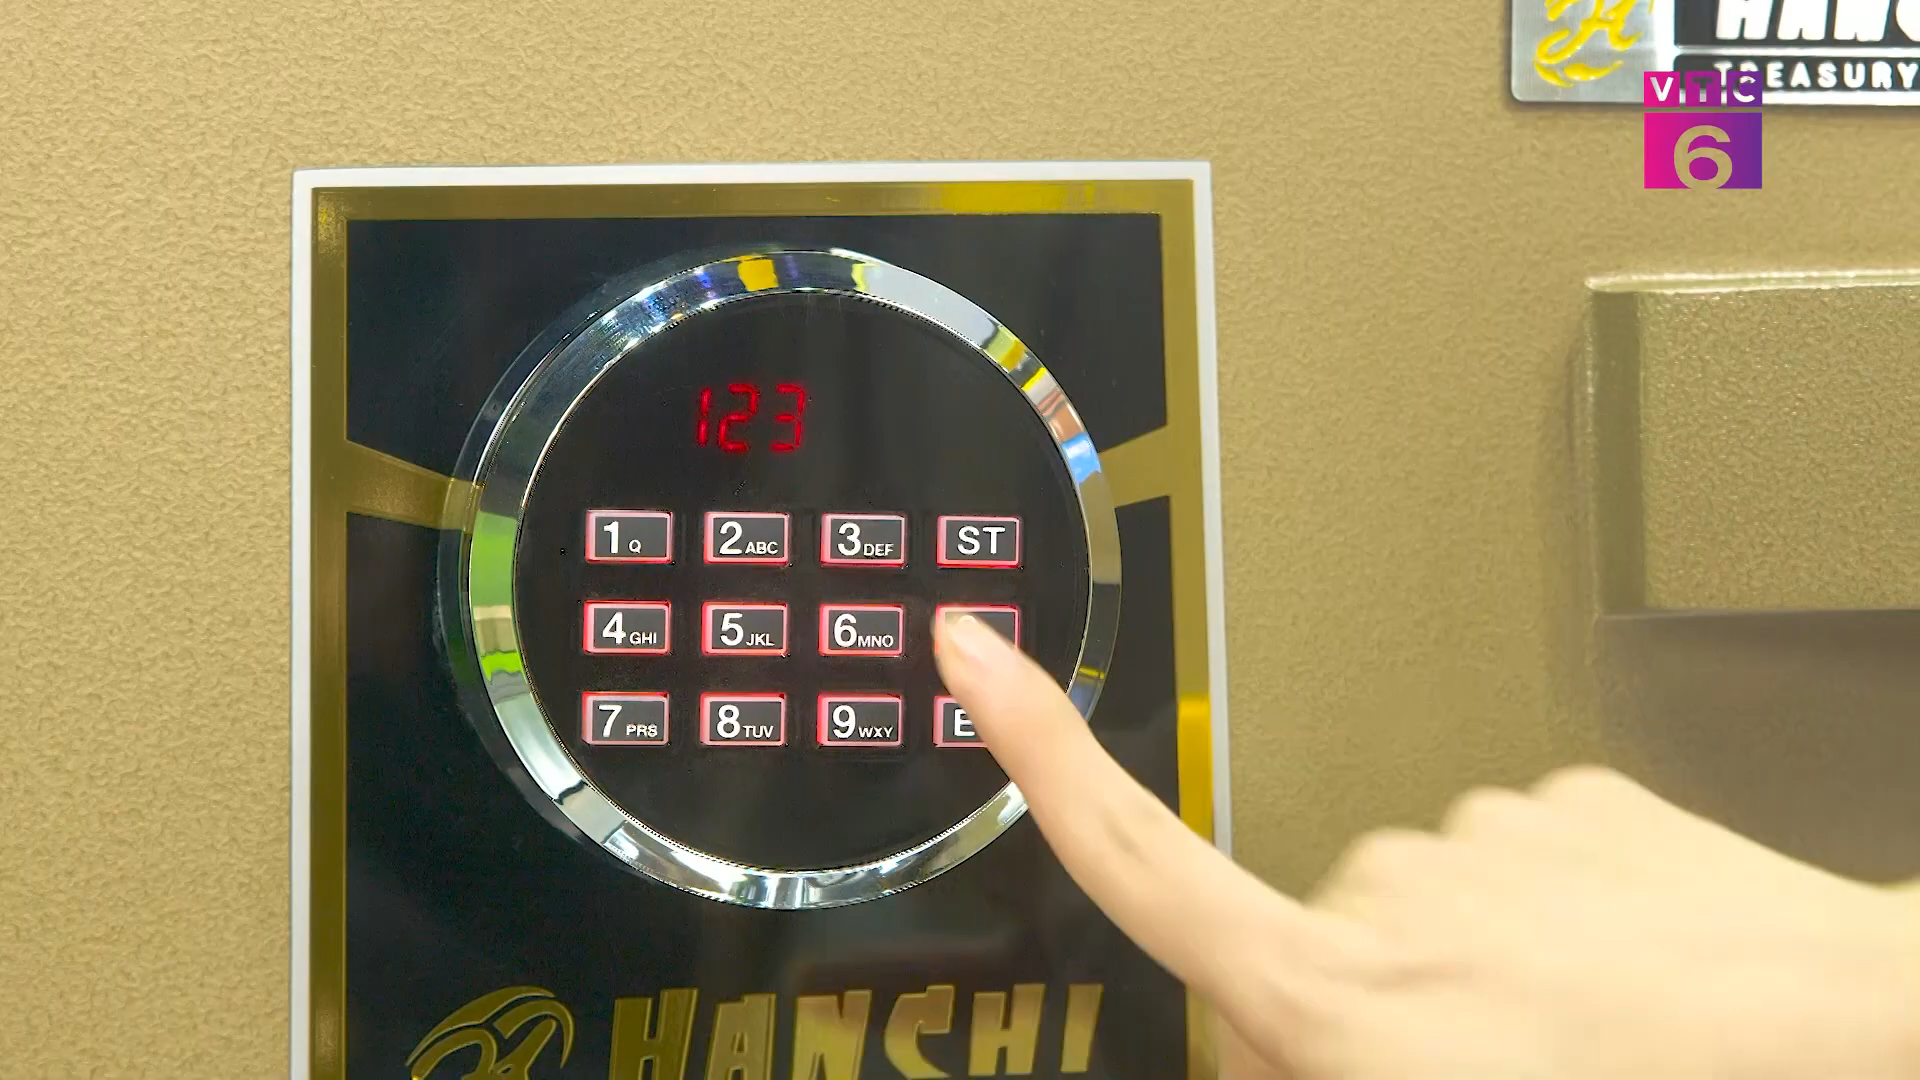 HANC
TREASURY
VTC
6
123
1 Q 2 ABC 3 DEF ST
4 GHI 5 JKL 6 MNO
7 PRS 8 TUV 9 WXY E
HANCHI